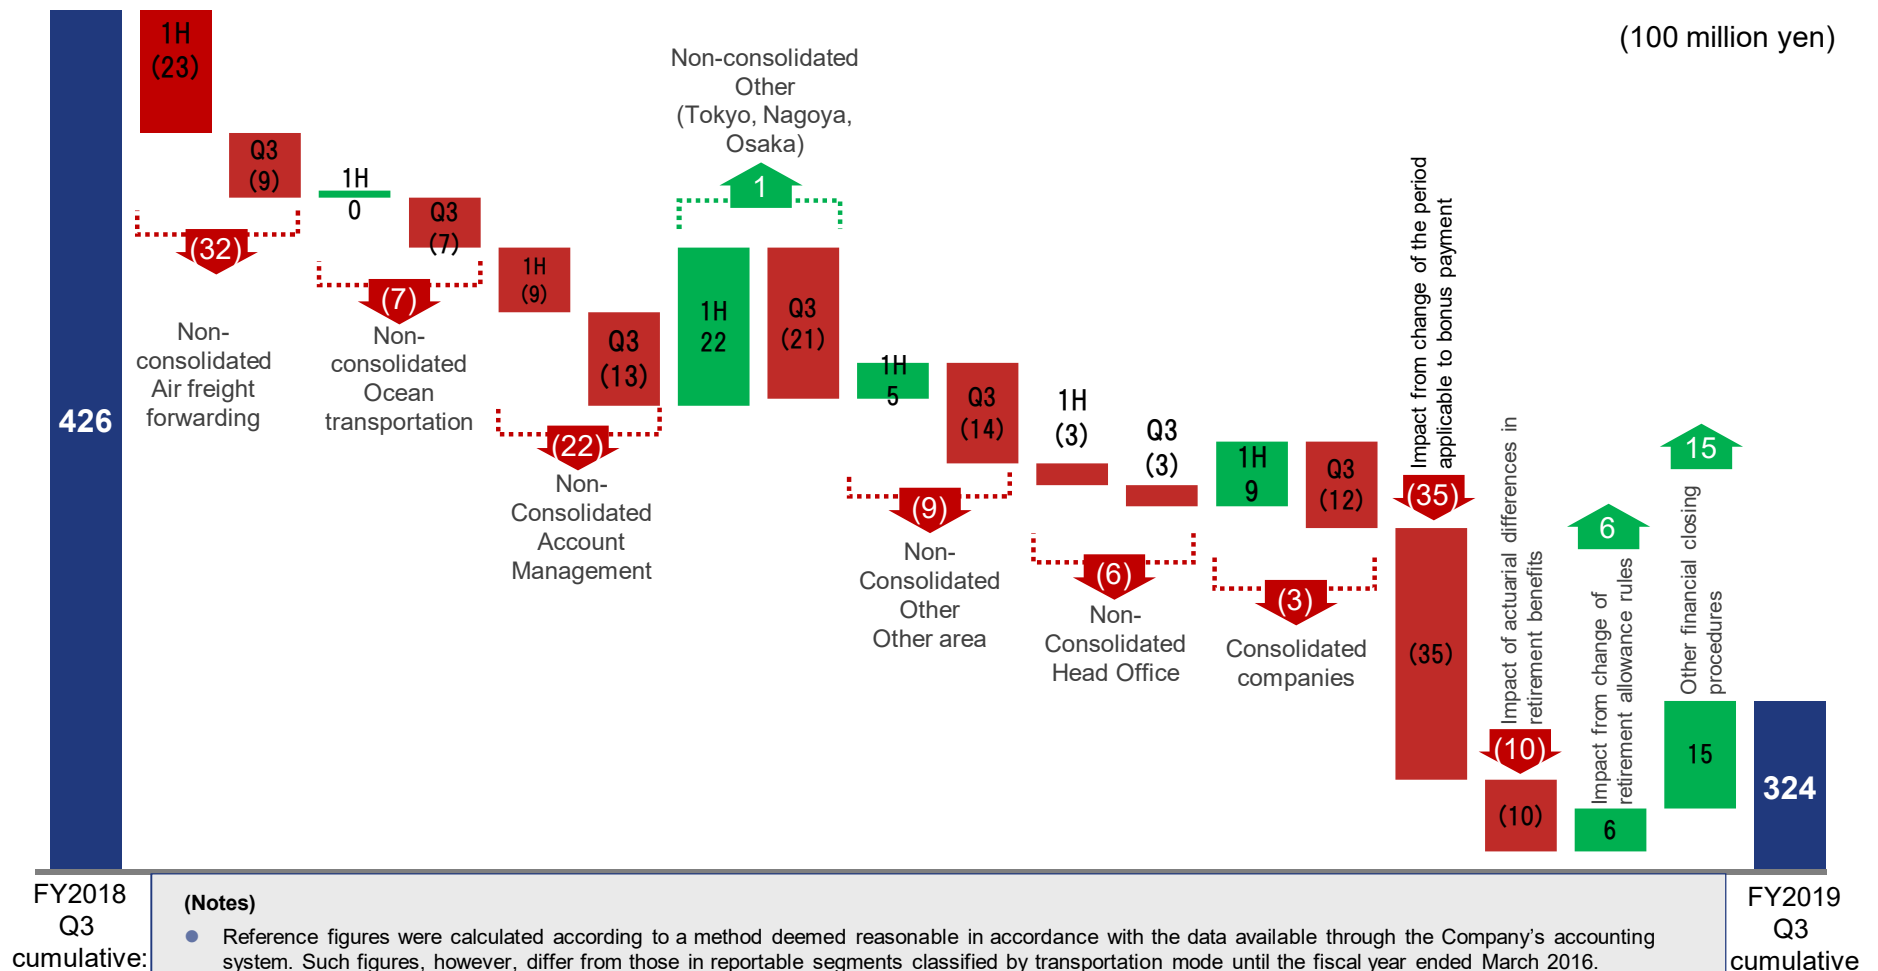 (100 million yen)
426
1H
(23)
Q3
(9)
(32)
Non-
consolidated
Air freight
forwarding
1H
0
Q3
(7)
(7)
Non-
consolidated
Ocean
transportation
1H
(9)
Q3
(13)
(22)
Non-
Consolidated
Account
Management
Non-consolidated
Other
(Tokyo, Nagoya,
Osaka)
1
1H
22
Q3
(21)
1H
5
Q3
(14)
(9)
Non-
Consolidated
Other
Other area
1H
(3)
Q3
(3)
(6)
Non-
Consolidated
Head Office
1H
9
Q3
(12)
(3)
Consolidated
companies
Impact from change of the period
applicable to bonus payment
(35)
(35)
Impact of actuarial differences in
retirement benefits
(10)
(10)
6
Impact from change of
retirement allowance rules
6
15
Other financial closing
procedures
15
324
FY2018
Q3
cumulative:
FY2019
Q3
cumulative
(Notes)
● Reference figures were calculated according to a method deemed reasonable in accordance with the data available through the Company's accounting
system. Such figures, however, differ from those in reportable segments classified by transportation mode until the fiscal year ended March 2016.